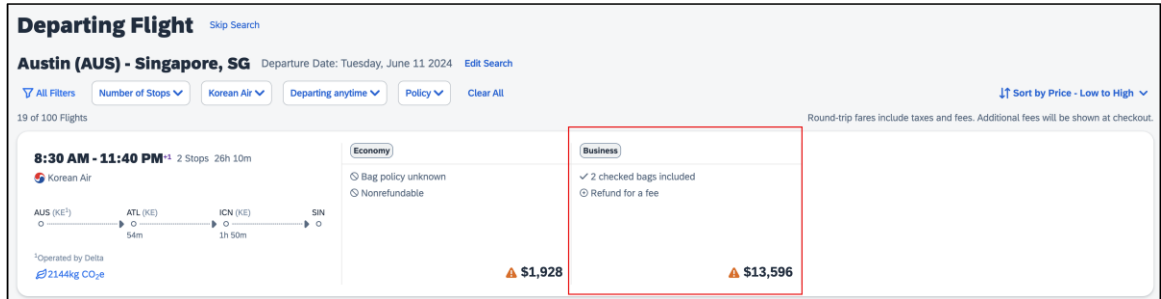 Departing Flight Skip Search
Austin (AUS) - Singapore, SG Departure Date: Tuesday, June 11 2024 Edit Search
All Filters Number of Stops Korean Air Departing anytime Policy Clear All Sort by Price - Low to High
19 of 100 Flights Round-trip fares include taxes and fees. Additional fees will be shown at checkout.
8:30 AM - 11:40 PM+1 2 Stops 26h 10m
Korean Air
AUS (KE1) ATL (KE) ICN (KE) SIN
54m 1h 50m
1Operated by Delta
2144kg CO2e
Economy
Bag policy unknown
Nonrefundable
$1,928
Business
2 checked bags included
Refund for a fee
$13,596